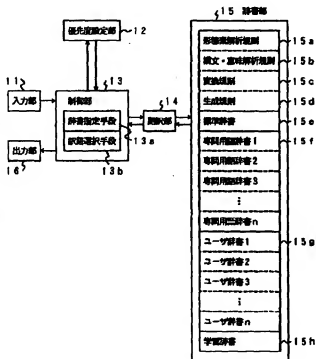 優先度設定部
12
15 辞書部
11
入力部
13
制御部
辞書指定手段
訳語選択手段
13a
13b
14
翻訳部
出力部
16
形態素解析規則
15a
構文・意味解析規則
15b
変換規則
15c
生成規則
15d
標準辞書
15e
専門用語辞書1
15f
専門用語辞書2
専門用語辞書3
⋮
専門用語辞書n
ユーザ辞書1
15g
ユーザ辞書2
ユーザ辞書3
⋮
ユーザ辞書n
学習辞書
15h